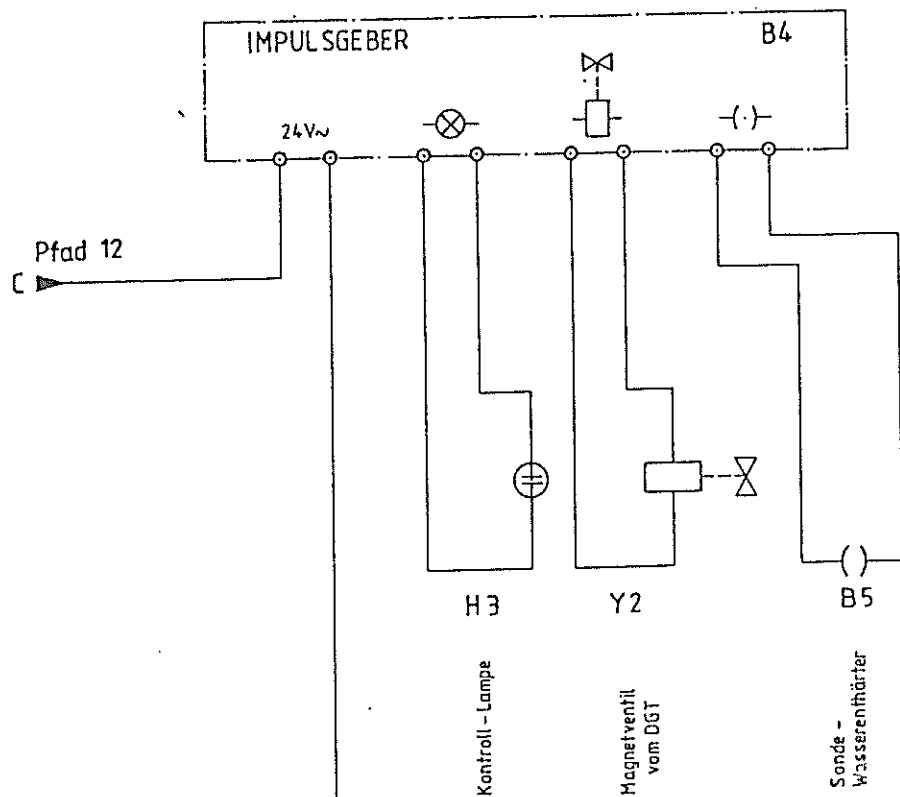 IMPULSGEBER
B4
24V~
Pfad 12
C
H3
Y2
B5
Kontroll-Lampe
Magnetventil
vom DGT
Sonde -
Wasserenthärter